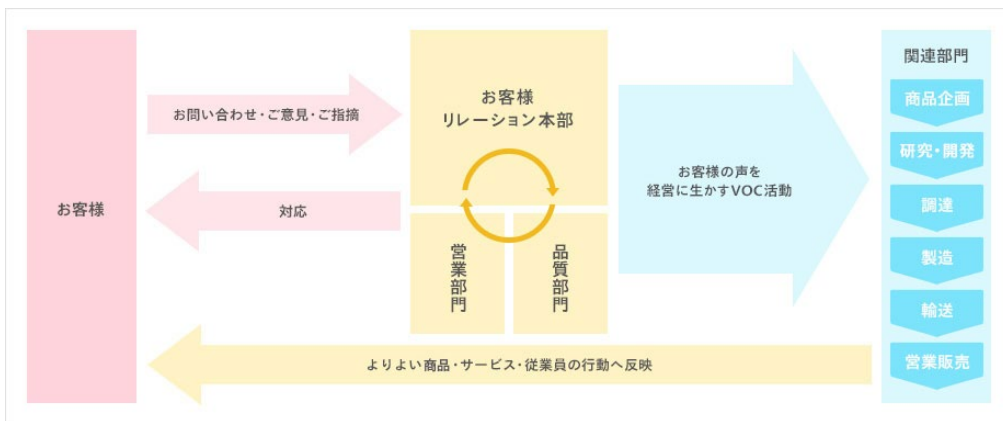 お客様
お問い合わせ・ご意見・ご指摘
対応
お客様
リレーション本部
営業部門
品質部門
お客様の声を
経営に生かすVOC活動
よりよい商品・サービス・従業員の行動へ反映
関連部門
商品企画
研究・開発
調達
製造
輸送
営業販売